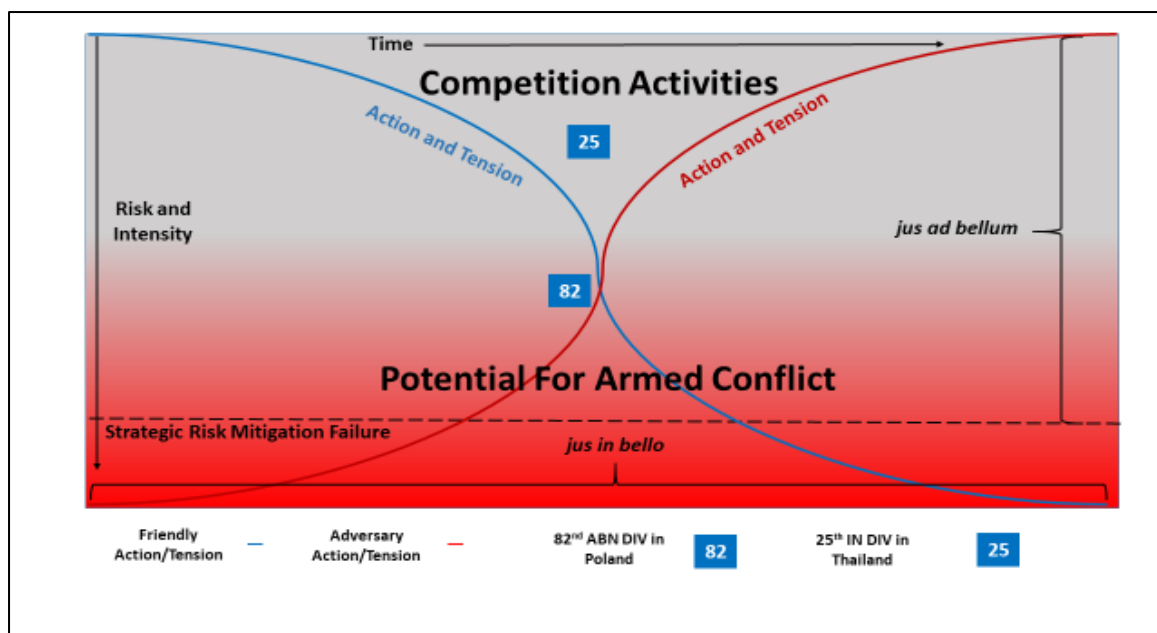 Time
Competition Activities
Action and Tension
25
Action and Tension
Risk and
Intensity
jus ad bellum
82
Potential For Armed Conflict
Strategic Risk Mitigation Failure
jus in bello
Friendly
Action/Tension
Adversary
Action/Tension
82nd ABN DIV in
Poland
82
25th IN DIV in
Thailand
25